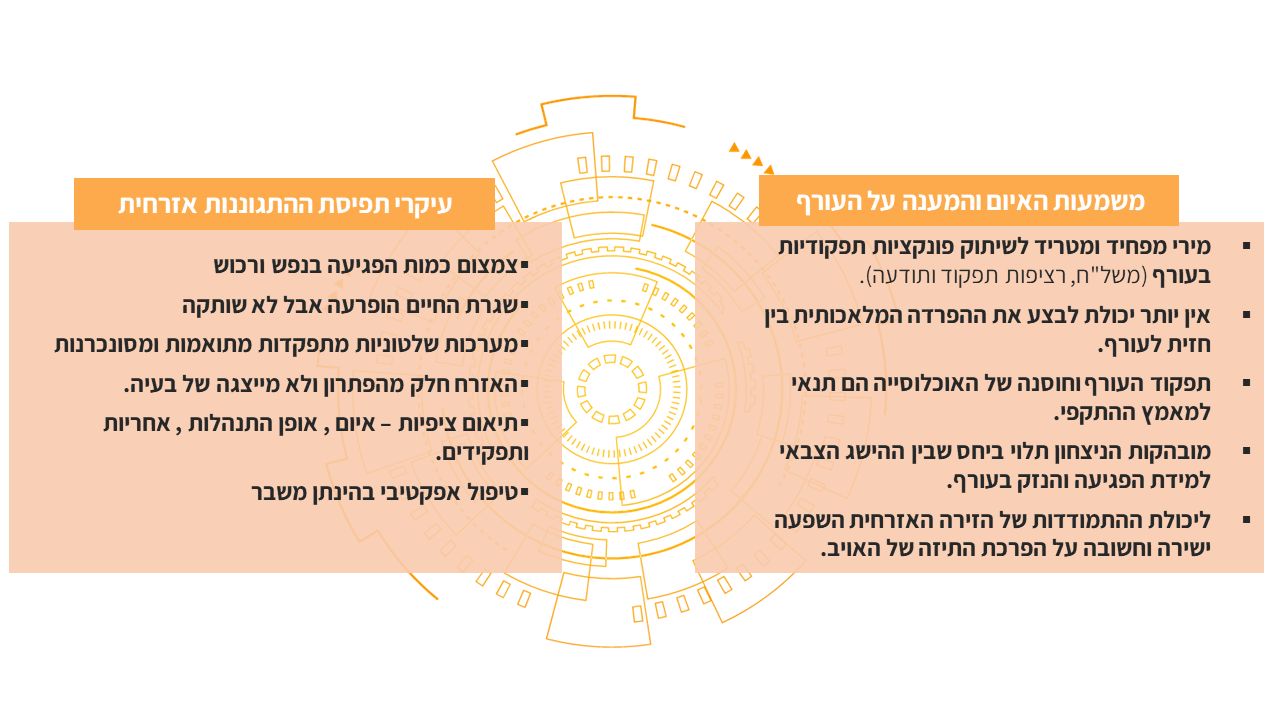 משמעות האיום והמענה על העורף
▪ מירי מפחיד ומטריד לשיתוק פונקציות תפקודיות
בעורף (משל"ח, רציפות תפקוד ותודעה).
▪ אין יותר יכולת לבצע את ההפרדה המלאכותית בין
חזית לעורף.
▪ תפקוד העורף וחוסנה של האוכלוסייה הם תנאי
למאמץ ההתקפי.
▪ מובהקות הניצחון תלוי ביחס שבין ההישג הצבאי
למידת הפגיעה והנזק בעורף.
▪ ליכולת ההתמודדות של הזירה האזרחית השפעה
ישירה וחשובה על הפרכת התיזה של האויב.
עיקרי תפיסת ההתגוננות אזרחית
▪ צמצום כמות הפגיעה בנפש ורכוש
▪ שגרת החיים הופרעה אבל לא שותקה
▪ מערכות שלטוניות מתפקדות מתואמות ומסונכרנות
▪ האזרח חלק מהפתרון ולא מייצגה של בעיה.
▪ תיאום ציפיות – איום , אופן התנהלות , אחריות
ותפקידים.
▪ טיפול אפקטיבי בהינתן משבר